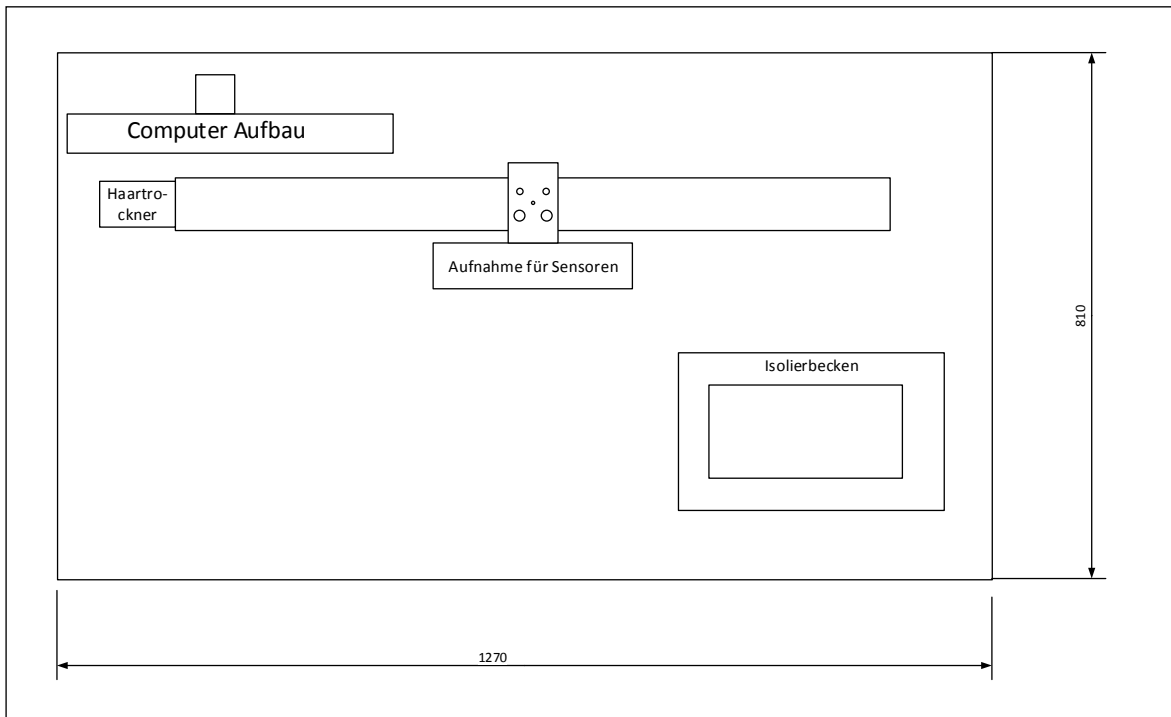 Computer Aufbau
Haartro-
ckner
Aufnahme für Sensoren
Isolierbecken
810
1270